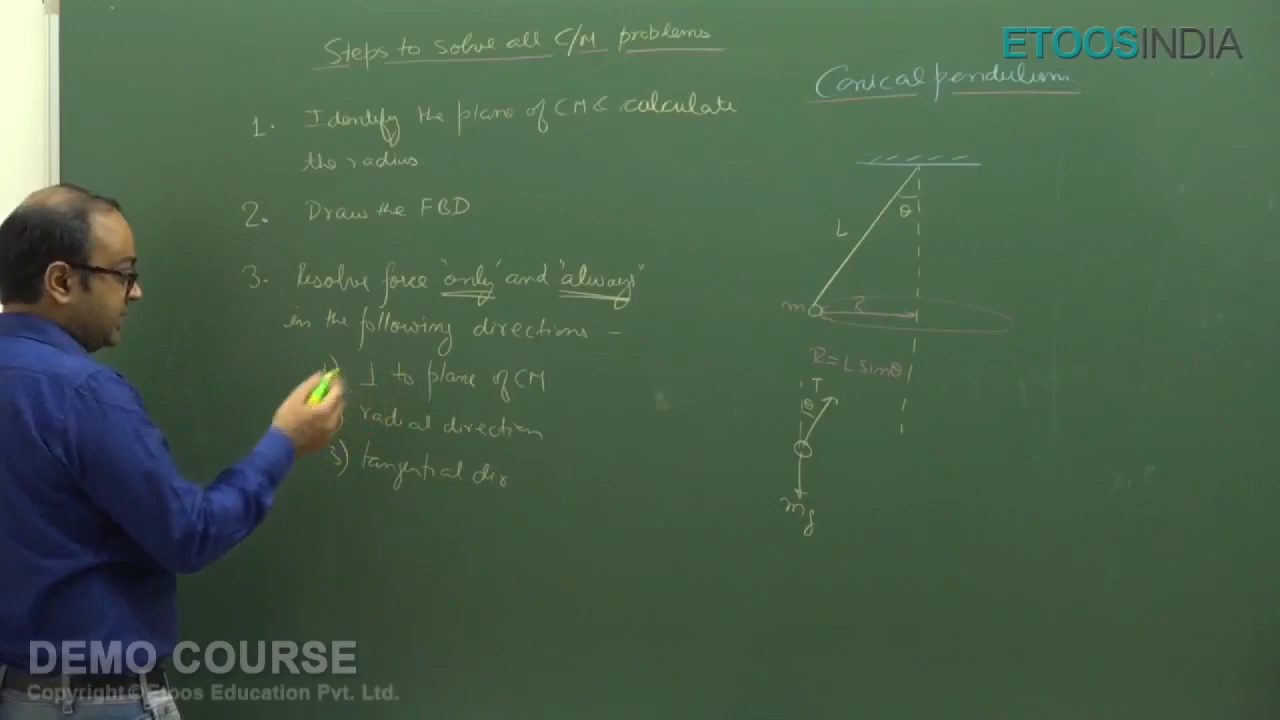 Steps to solve all C/M problems
ETOOSINDIA
Conical pendulum
1. Identify the plane of CM & calculate
the radius
2. Draw the FBD
3. Resolve force "only" and "always"
in the following directions -
1) ⊥ to plane of CM
) radial direction
3) tangential dir
θ
L
m
R
R = L sinθ
T
θ
mg
DEMO COURSE
Copyright © Etoos Education Pvt. Ltd.